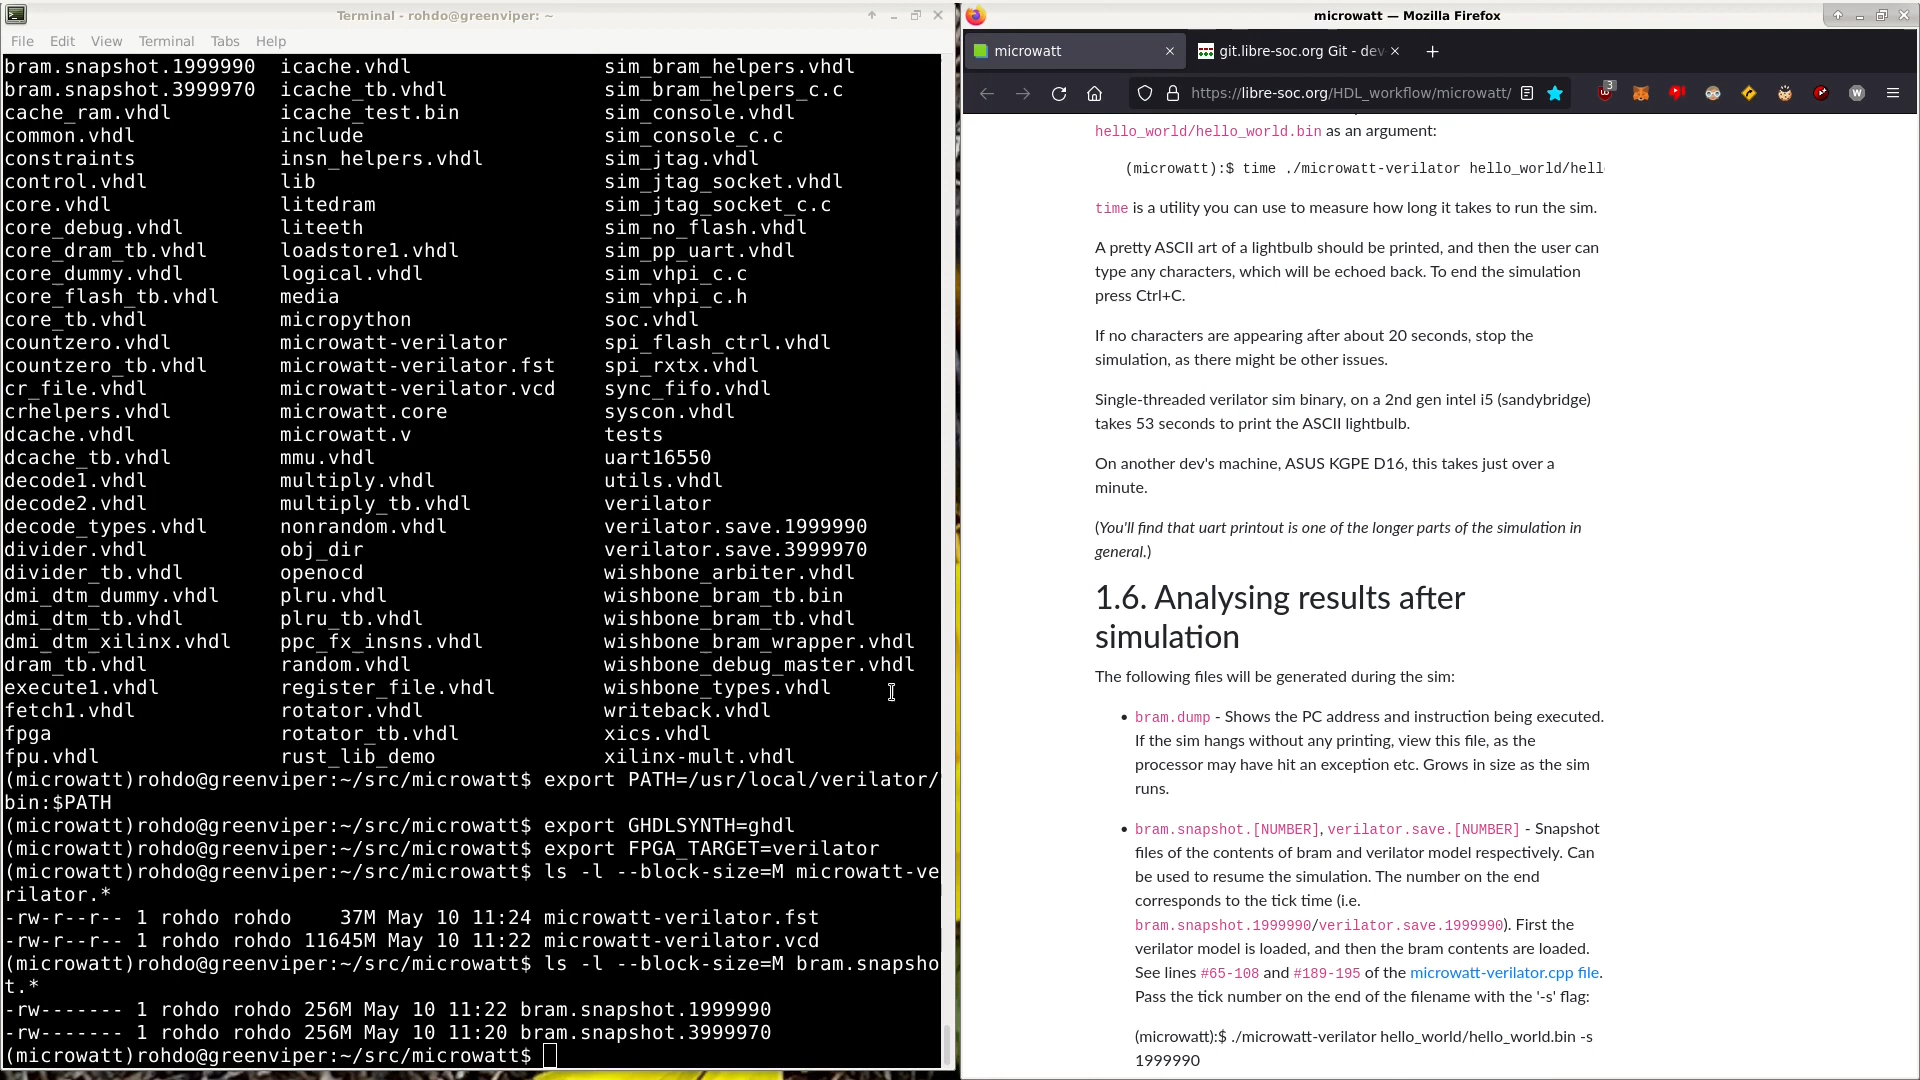 Terminal - rohdo@greenviper: ~
File Edit View Terminal Tabs Help
bram.snapshot.1999990 icache.vhdl sim_bram_helpers.vhdl
bram.snapshot.3999970 icache_tb.vhdl sim_bram_helpers_c.c
cache_ram.vhdl icache_test.bin sim_console.vhdl
common.vhdl include sim_console_c.c
constraints insn_helpers.vhdl sim_jtag.vhdl
control.vhdl lib sim_jtag_socket.vhdl
core.vhdl litedram sim_jtag_socket_c.c
core_debug.vhdl liteeth sim_no_flash.vhdl
core_dram_tb.vhdl loadstore1.vhdl sim_pp_uart.vhdl
core_dummy.vhdl logical.vhdl sim_vhpi_c.c
core_flash_tb.vhdl media sim_vhpi_c.h
core_tb.vhdl micropython soc.vhdl
countzero.vhdl microwatt-verilator spi_flash_ctrl.vhdl
countzero_tb.vhdl microwatt-verilator.fst spi_rxtx.vhdl
cr_file.vhdl microwatt-verilator.vcd sync_fifo.vhdl
crhelpers.vhdl microwatt.core syscon.vhdl
dcache.vhdl microwatt.v tests
dcache_tb.vhdl mmu.vhdl uart16550
decode1.vhdl multiply.vhdl utils.vhdl
decode2.vhdl multiply_tb.vhdl verilator
decode_types.vhdl nonrandom.vhdl verilator.save.1999990
divider.vhdl obj_dir verilator.save.3999970
divider_tb.vhdl openocd wishbone_arbiter.vhdl
dmi_dtm_dummy.vhdl plru.vhdl wishbone_bram_tb.bin
dmi_dtm_tb.vhdl plru_tb.vhdl wishbone_bram_tb.vhdl
dmi_dtm_xilinx.vhdl ppc_fx_insns.vhdl wishbone_bram_wrapper.vhdl
dram_tb.vhdl random.vhdl wishbone_debug_master.vhdl
execute1.vhdl register_file.vhdl wishbone_types.vhdl
fetch1.vhdl rotator.vhdl writeback.vhdl
fpga rotator_tb.vhdl xics.vhdl
fpu.vhdl rust_lib_demo xilinx-mult.vhdl
(microwatt)rohdo@greenviper:~/src/microwatt$ export PATH=/usr/local/verilator/
bin:$PATH
(microwatt)rohdo@greenviper:~/src/microwatt$ export GHDLSYNTH=ghdl
(microwatt)rohdo@greenviper:~/src/microwatt$ export FPGA_TARGET=verilator
(microwatt)rohdo@greenviper:~/src/microwatt$ ls -l --block-size=M microwatt-ve
rilator.*
-rw-r--r-- 1 rohdo rohdo 37M May 10 11:24 microwatt-verilator.fst
-rw-r--r-- 1 rohdo rohdo 11645M May 10 11:22 microwatt-verilator.vcd
(microwatt)rohdo@greenviper:~/src/microwatt$ ls -l --block-size=M bram.snapsho
t.*
-rw------- 1 rohdo rohdo 256M May 10 11:22 bram.snapshot.1999990
-rw------- 1 rohdo rohdo 256M May 10 11:20 bram.snapshot.3999970
(microwatt)rohdo@greenviper:~/src/microwatt$
microwatt — Mozilla Firefox
microwatt
git.libre-soc.org Git - dev
https://libre-soc.org/HDL_workflow/microwatt/
3
W
hello_world/hello_world.bin as an argument:
(microwatt):$ time ./microwatt-verilator hello_world/hell
time is a utility you can use to measure how long it takes to run the sim.
A pretty ASCII art of a lightbulb should be printed, and then the user can
type any characters, which will be echoed back. To end the simulation
press Ctrl+C.
If no characters are appearing after about 20 seconds, stop the
simulation, as there might be other issues.
Single-threaded verilator sim binary, on a 2nd gen intel i5 (sandybridge)
takes 53 seconds to print the ASCII lightbulb.
On another dev's machine, ASUS KGPE D16, this takes just over a
minute.
(You'll find that uart printout is one of the longer parts of the simulation in
general.)
1.6. Analysing results after
simulation
The following files will be generated during the sim:
• bram.dump - Shows the PC address and instruction being executed.
If the sim hangs without any printing, view this file, as the
processor may have hit an exception etc. Grows in size as the sim
runs.
• bram.snapshot.[NUMBER], verilator.save.[NUMBER] - Snapshot
files of the contents of bram and verilator model respectively. Can
be used to resume the simulation. The number on the end
corresponds to the tick time (i.e.
bram.snapshot.1999990/verilator.save.1999990). First the
verilator model is loaded, and then the bram contents are loaded.
See lines #65-108 and #189-195 of the microwatt-verilator.cpp file.
Pass the tick number on the end of the filename with the '-s' flag:
(microwatt):$ ./microwatt-verilator hello_world/hello_world.bin -s
1999990